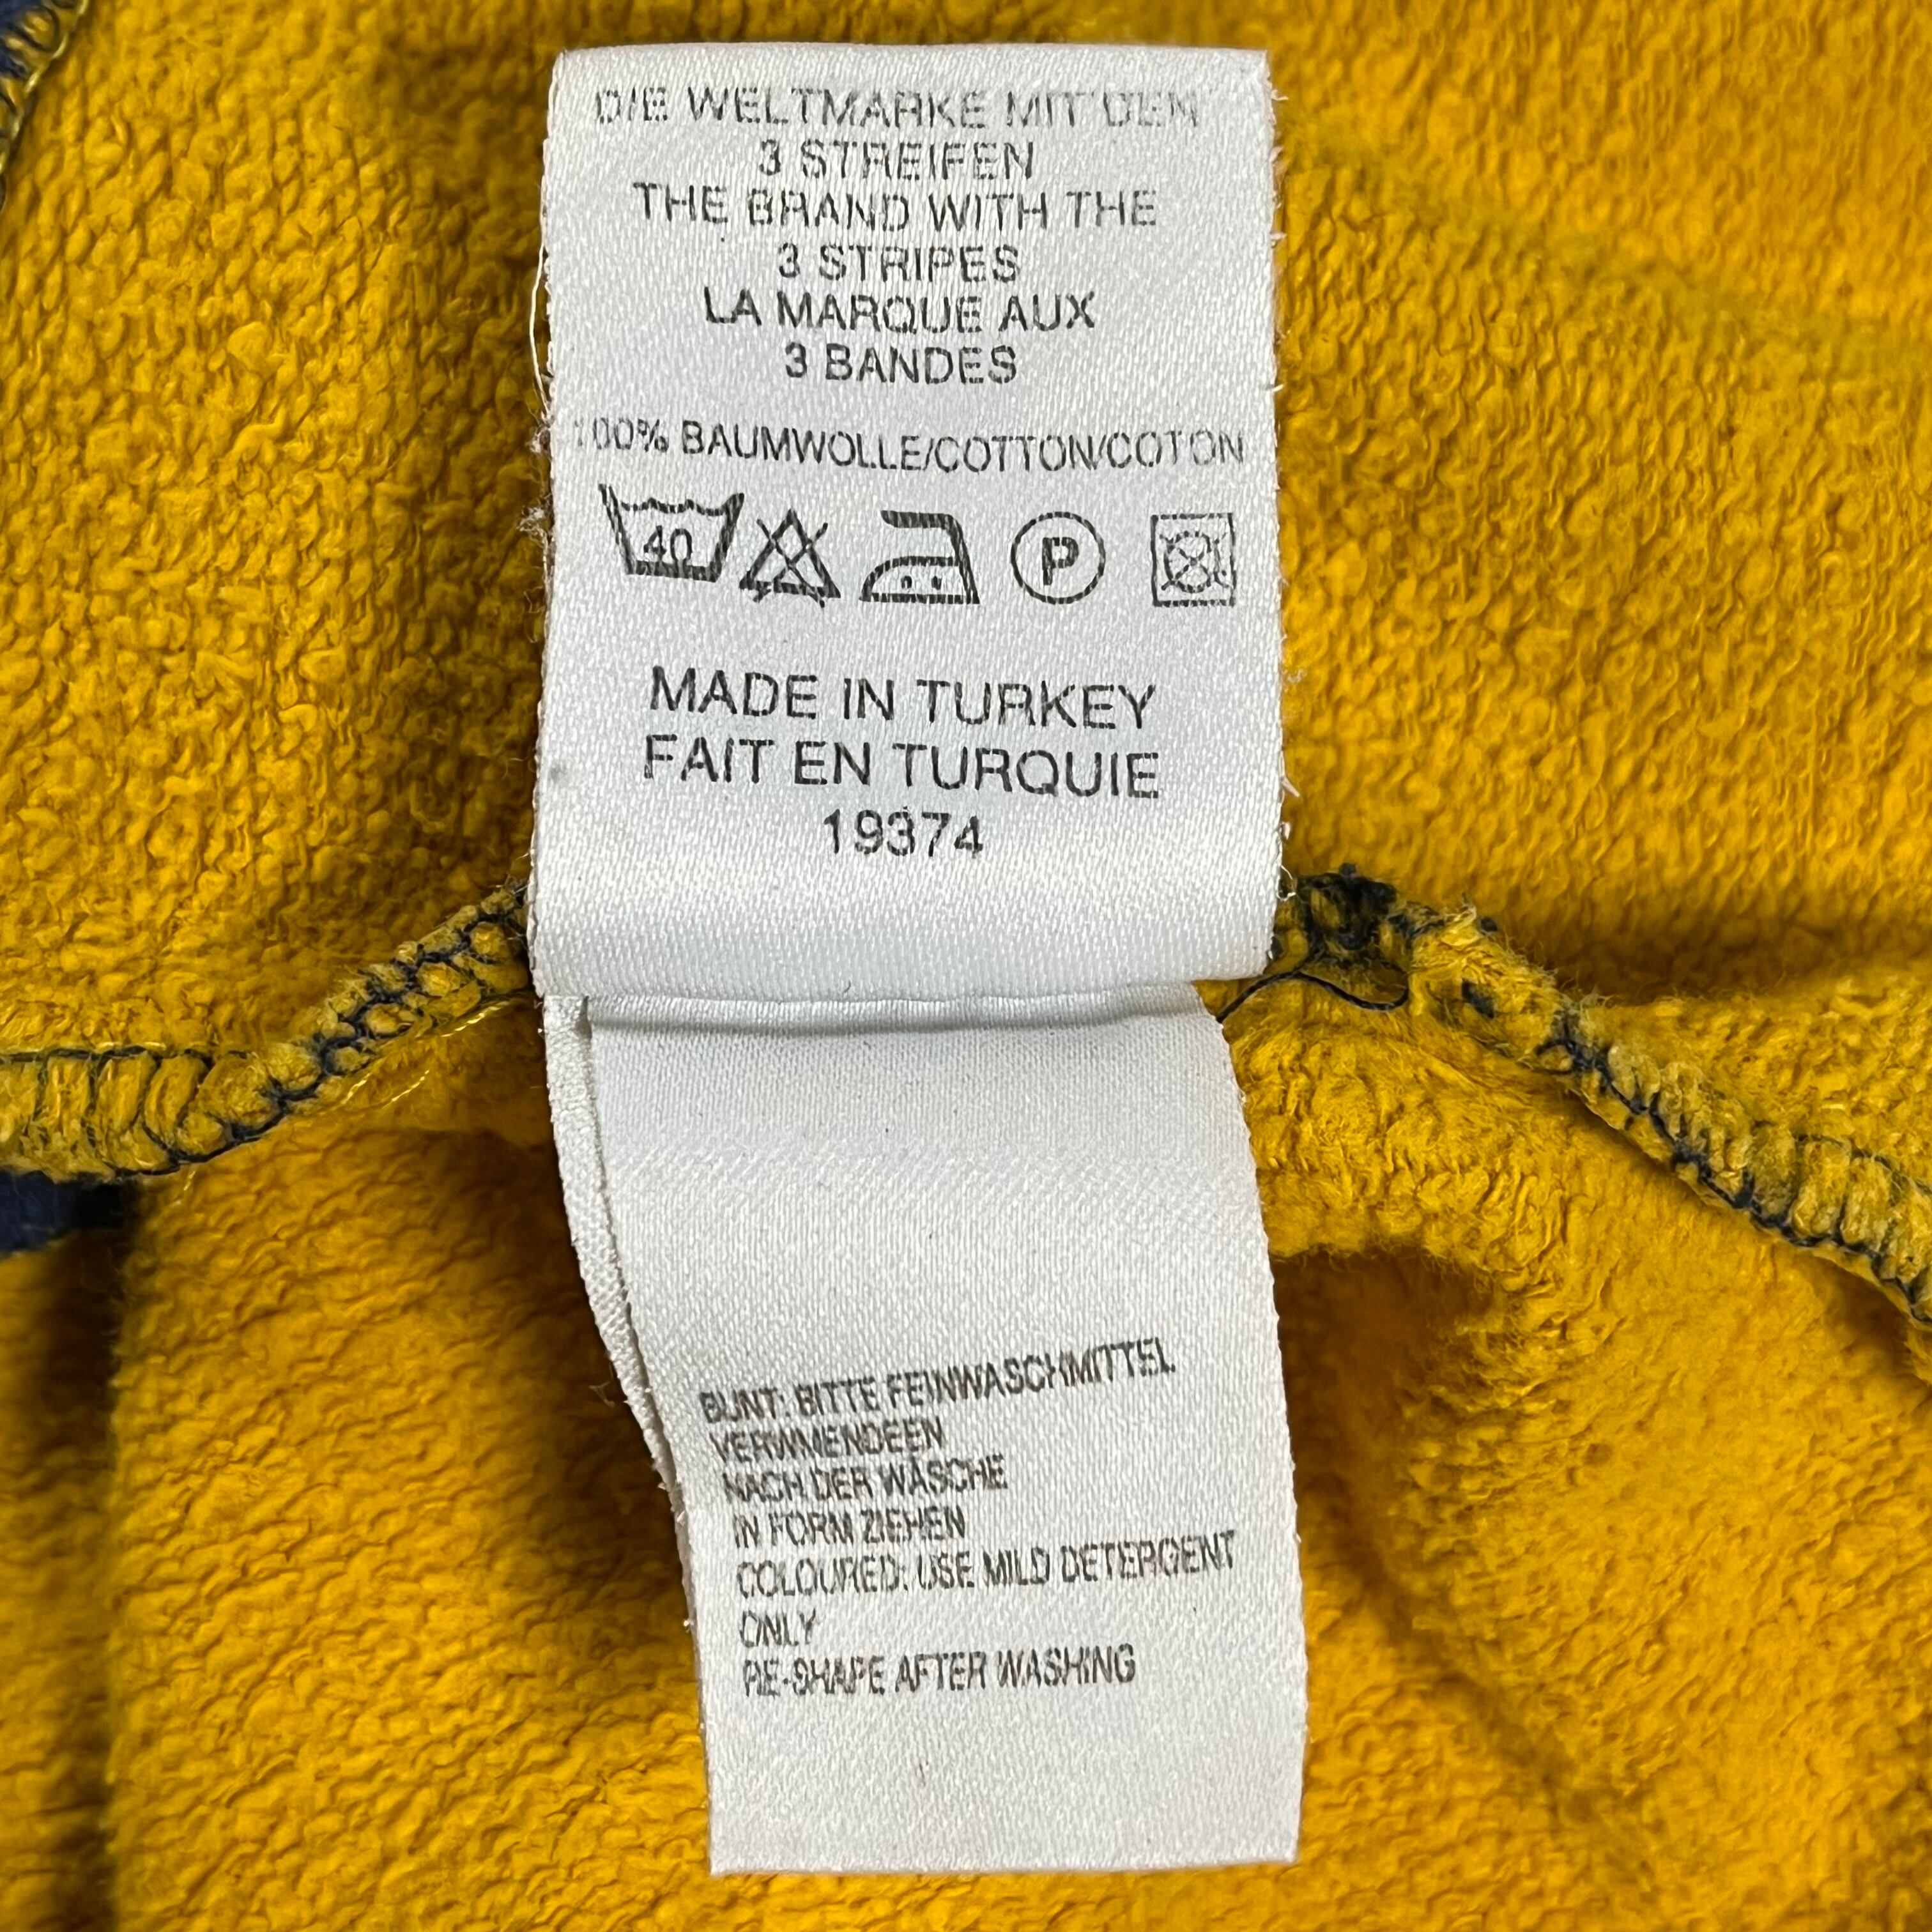 DIE WELTMARKE MIT DEN
3 STREIFEN
THE BRAND WITH THE
3 STRIPES
LA MARQUE AUX
3 BANDES
100% BAUMWOLLE/COTTON/COTON
40 P
MADE IN TURKEY
FAIT EN TURQUIE
19374
BUNT: BITTE FEINWASCHMITTEL
VERWMENDEEN
NACH DER WÄSCHE
IN FORM ZIEHEN
COLOURED: USE MILD DETERGENT
ONLY
RE-SHAPE AFTER WASHING